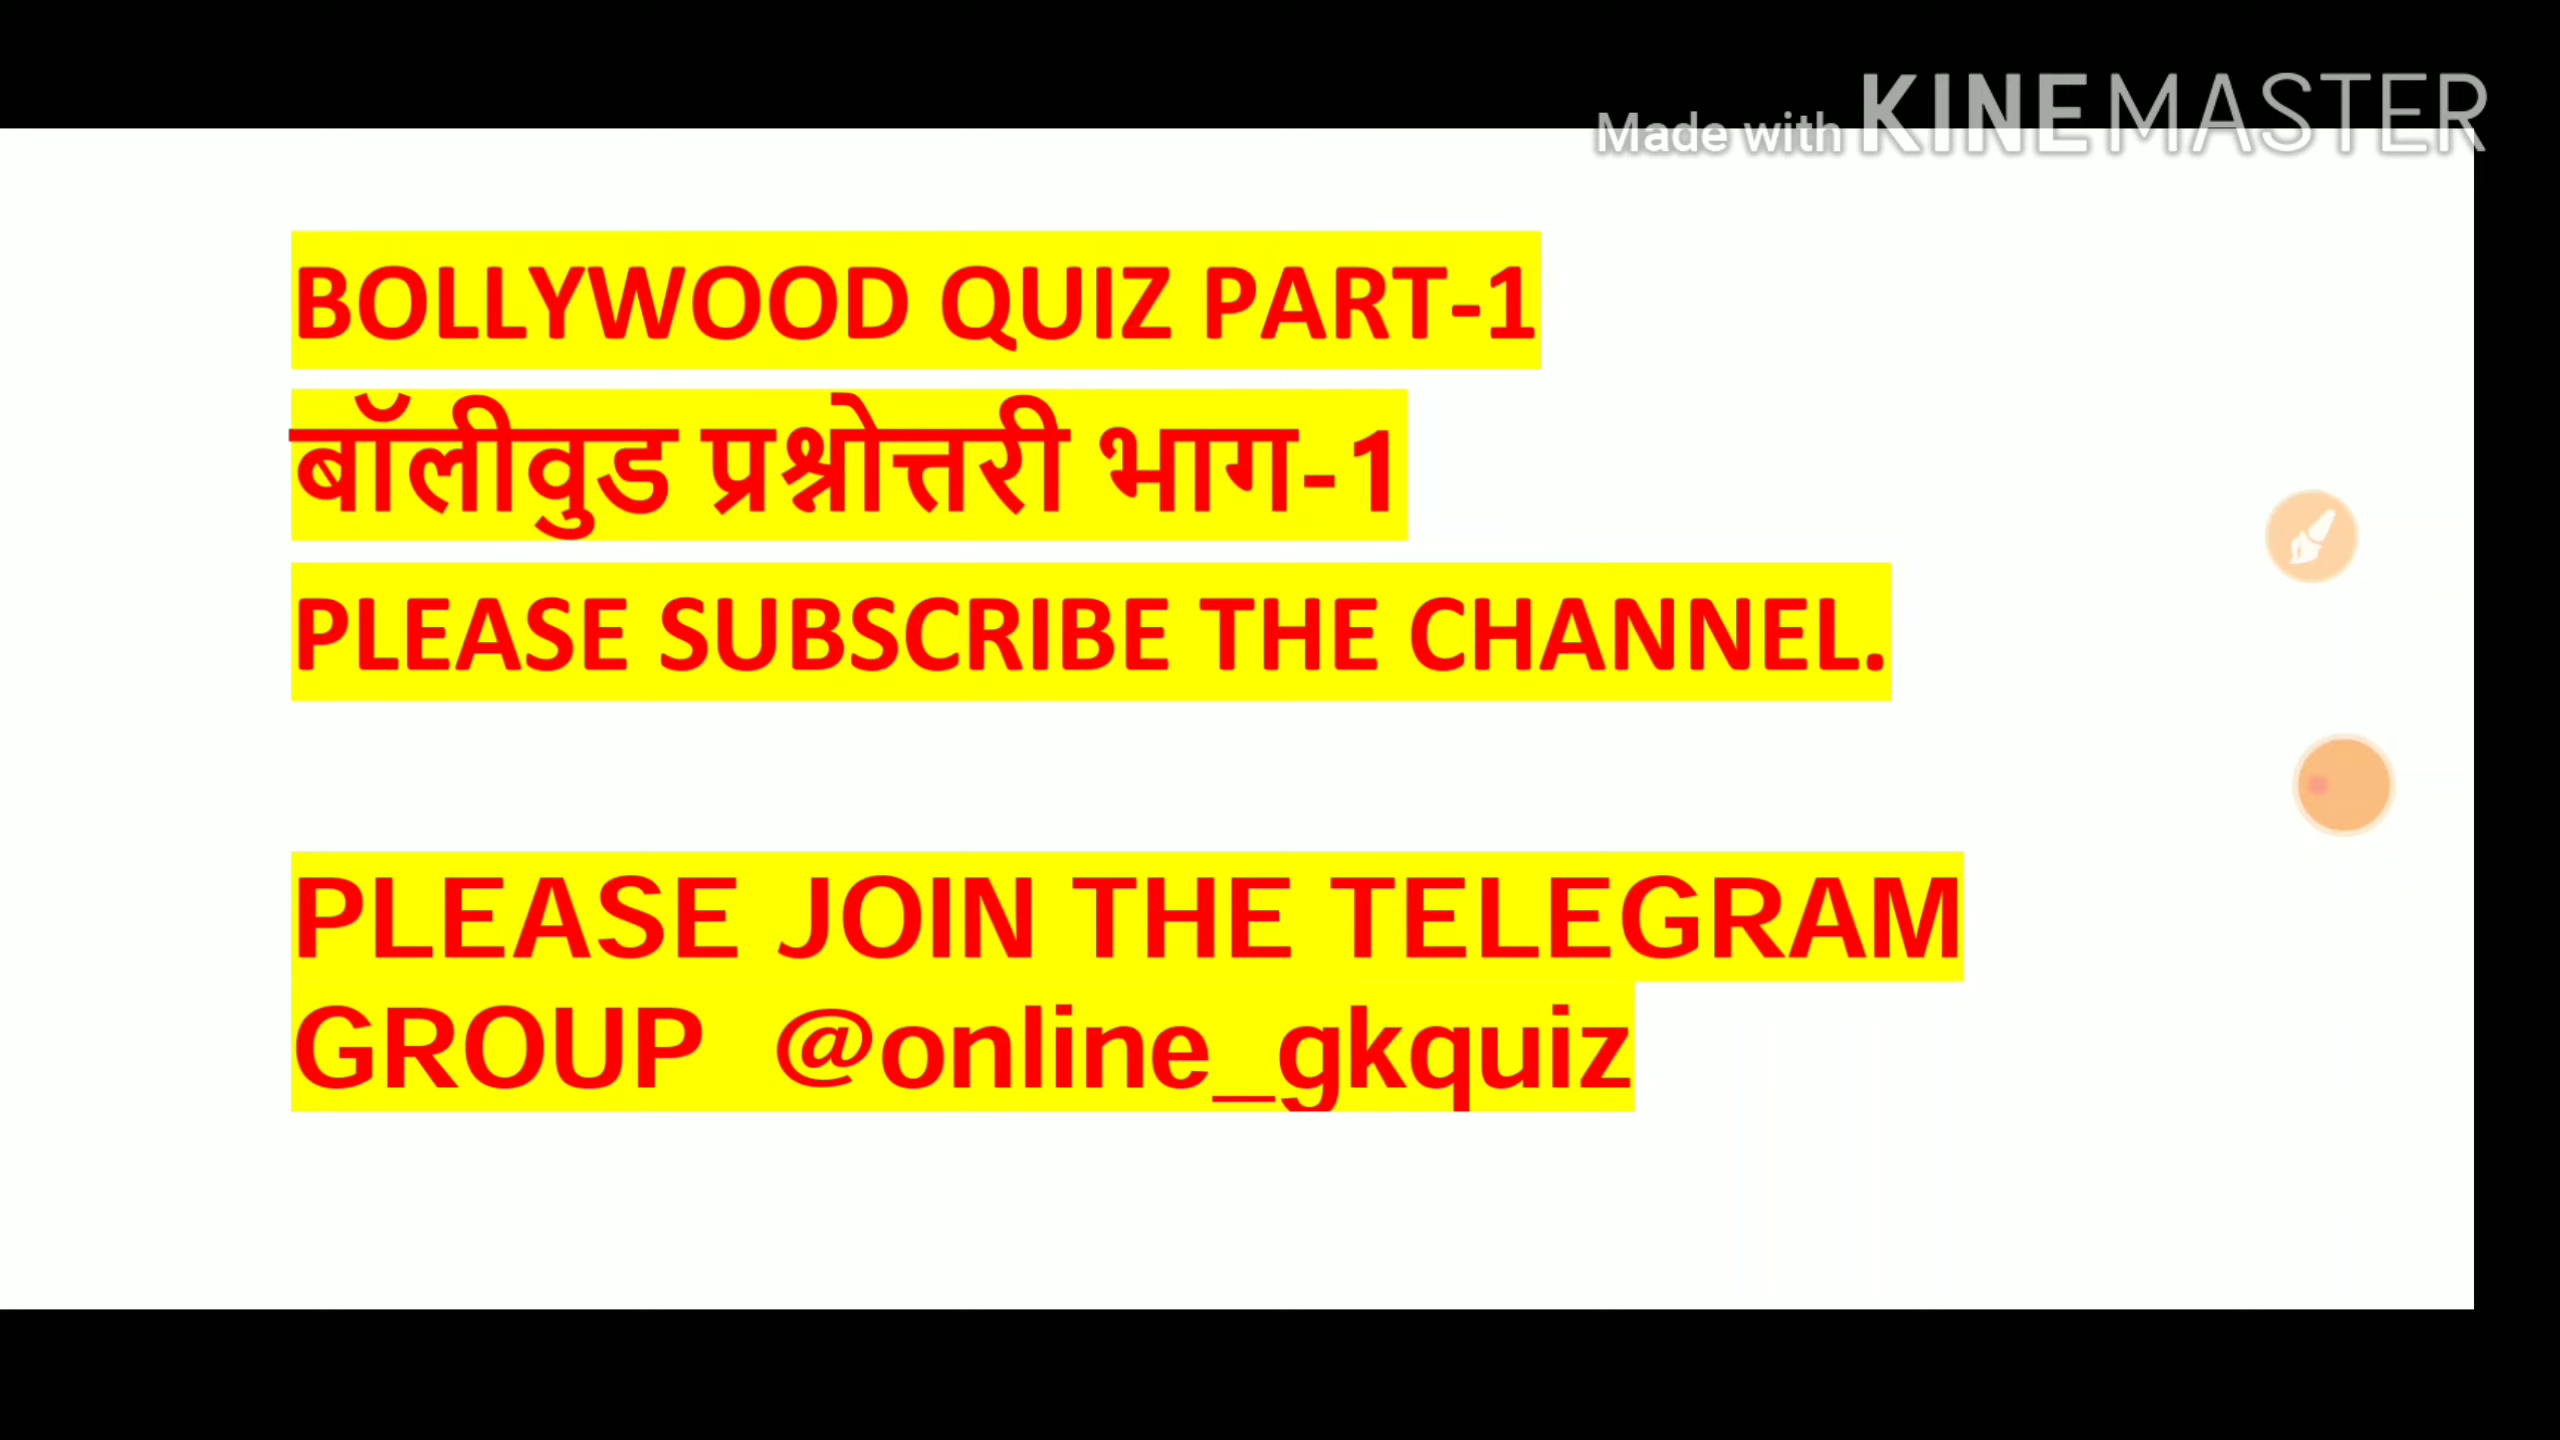 Made with KINEMASTER
BOLLYWOOD QUIZ PART-1
बॉलीवुड प्रश्नोत्तरी भाग-1
PLEASE SUBSCRIBE THE CHANNEL.
PLEASE JOIN THE TELEGRAM
GROUP @online_gkquiz